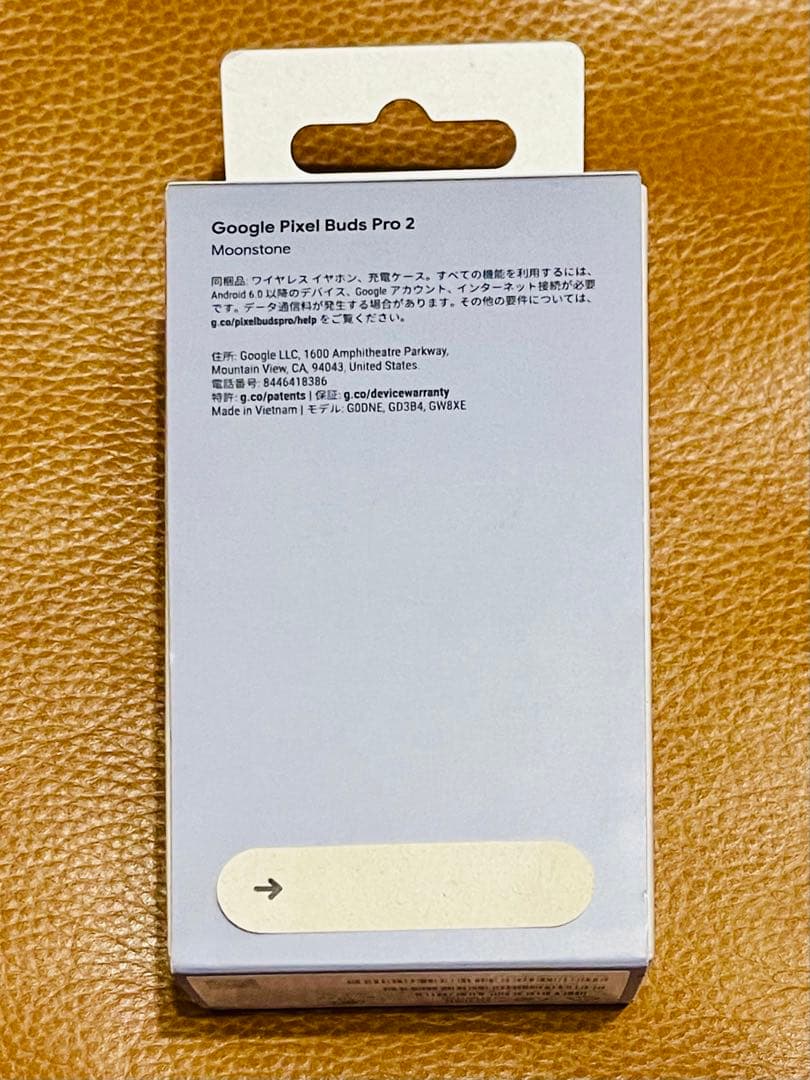 Google Pixel Buds Pro 2
Moonstone
同梱品: ワイヤレス イヤホン、充電ケース。すべての機能を利用するには、
Android 6.0 以降のデバイス、Google アカウント、インターネット接続が必要
です。データ通信料が発生する場合があります。その他の要件については、
g.co/pixelbudspro/help をご覧ください。
住所: Google LLC, 1600 Amphitheatre Parkway,
Mountain View, CA, 94043, United States.
電話番号: 8446418386
特許: g.co/patents | 保証: g.co/devicewarranty
Made in Vietnam | モデル: G0DNE, GD3B4, GW8XE